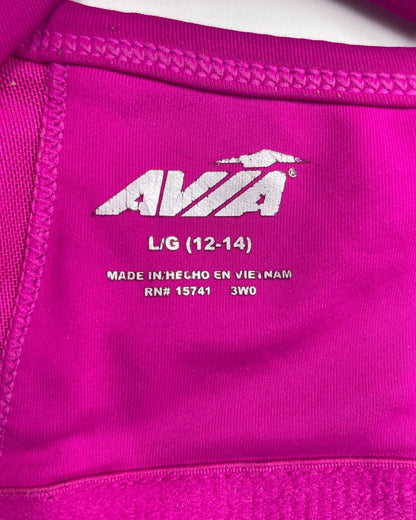 AVIA®
L/G (12-14)
MADE IN/HECHO EN VIETNAM
RN# 15741 3W0